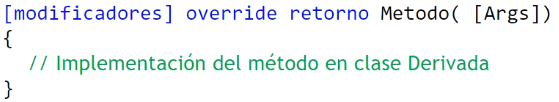 [modificadores] override retorno Metodo( [Args])
{
// Implementación del método en clase Derivada
}